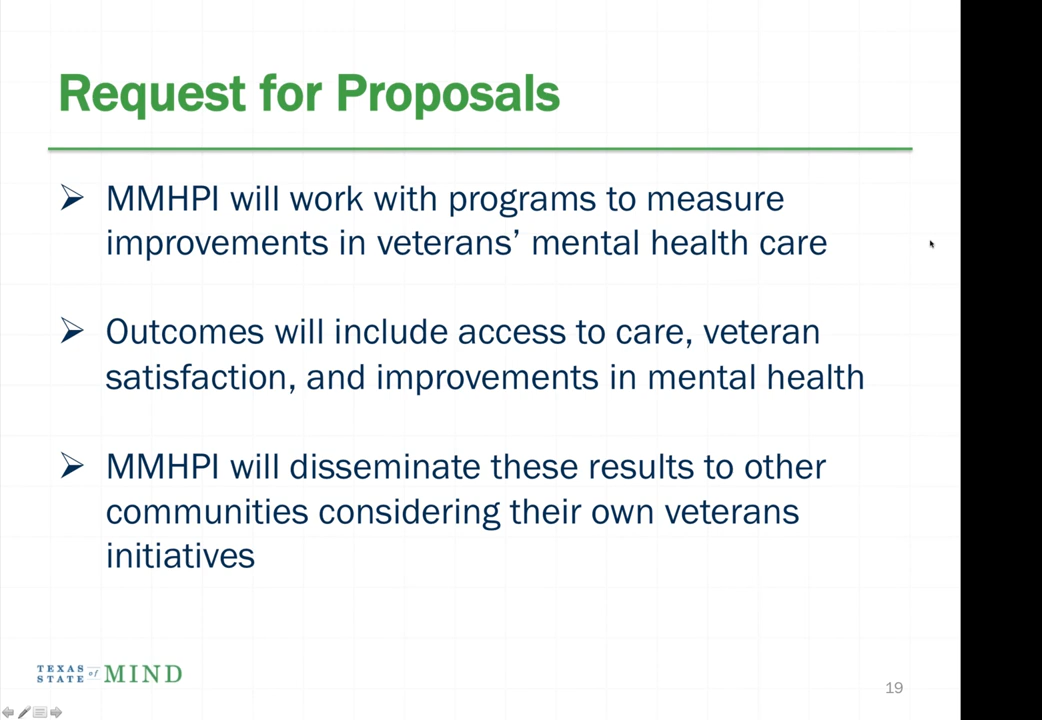 Request for Proposals
MMHPI will work with programs to measure
improvements in veterans’ mental health care
Outcomes will include access to care, veteran
satisfaction, and improvements in mental health
MMHPI will disseminate these results to other
communities considering their own veterans
initiatives
TEXAS
STATE of MIND
19